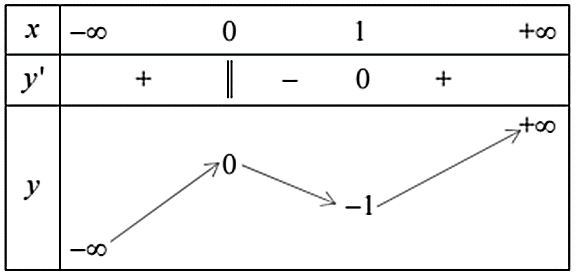 x −∞ 0 1 +∞
y' + || − 0 +
+∞
0
y
−1
−∞